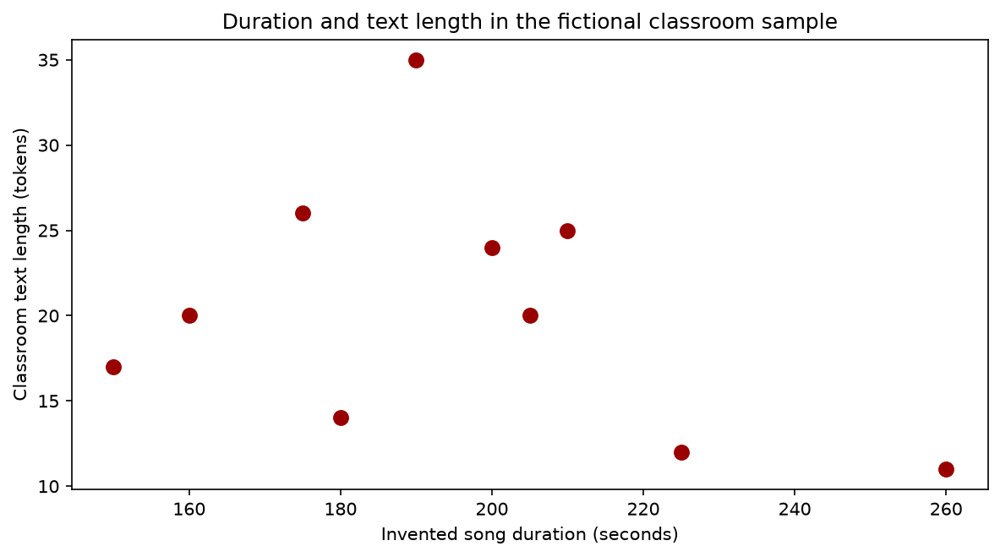 Duration and text length in the fictional classroom sample
Classroom text length (tokens)
35
30
25
20
15
10
160 180 200 220 240 260
Invented song duration (seconds)